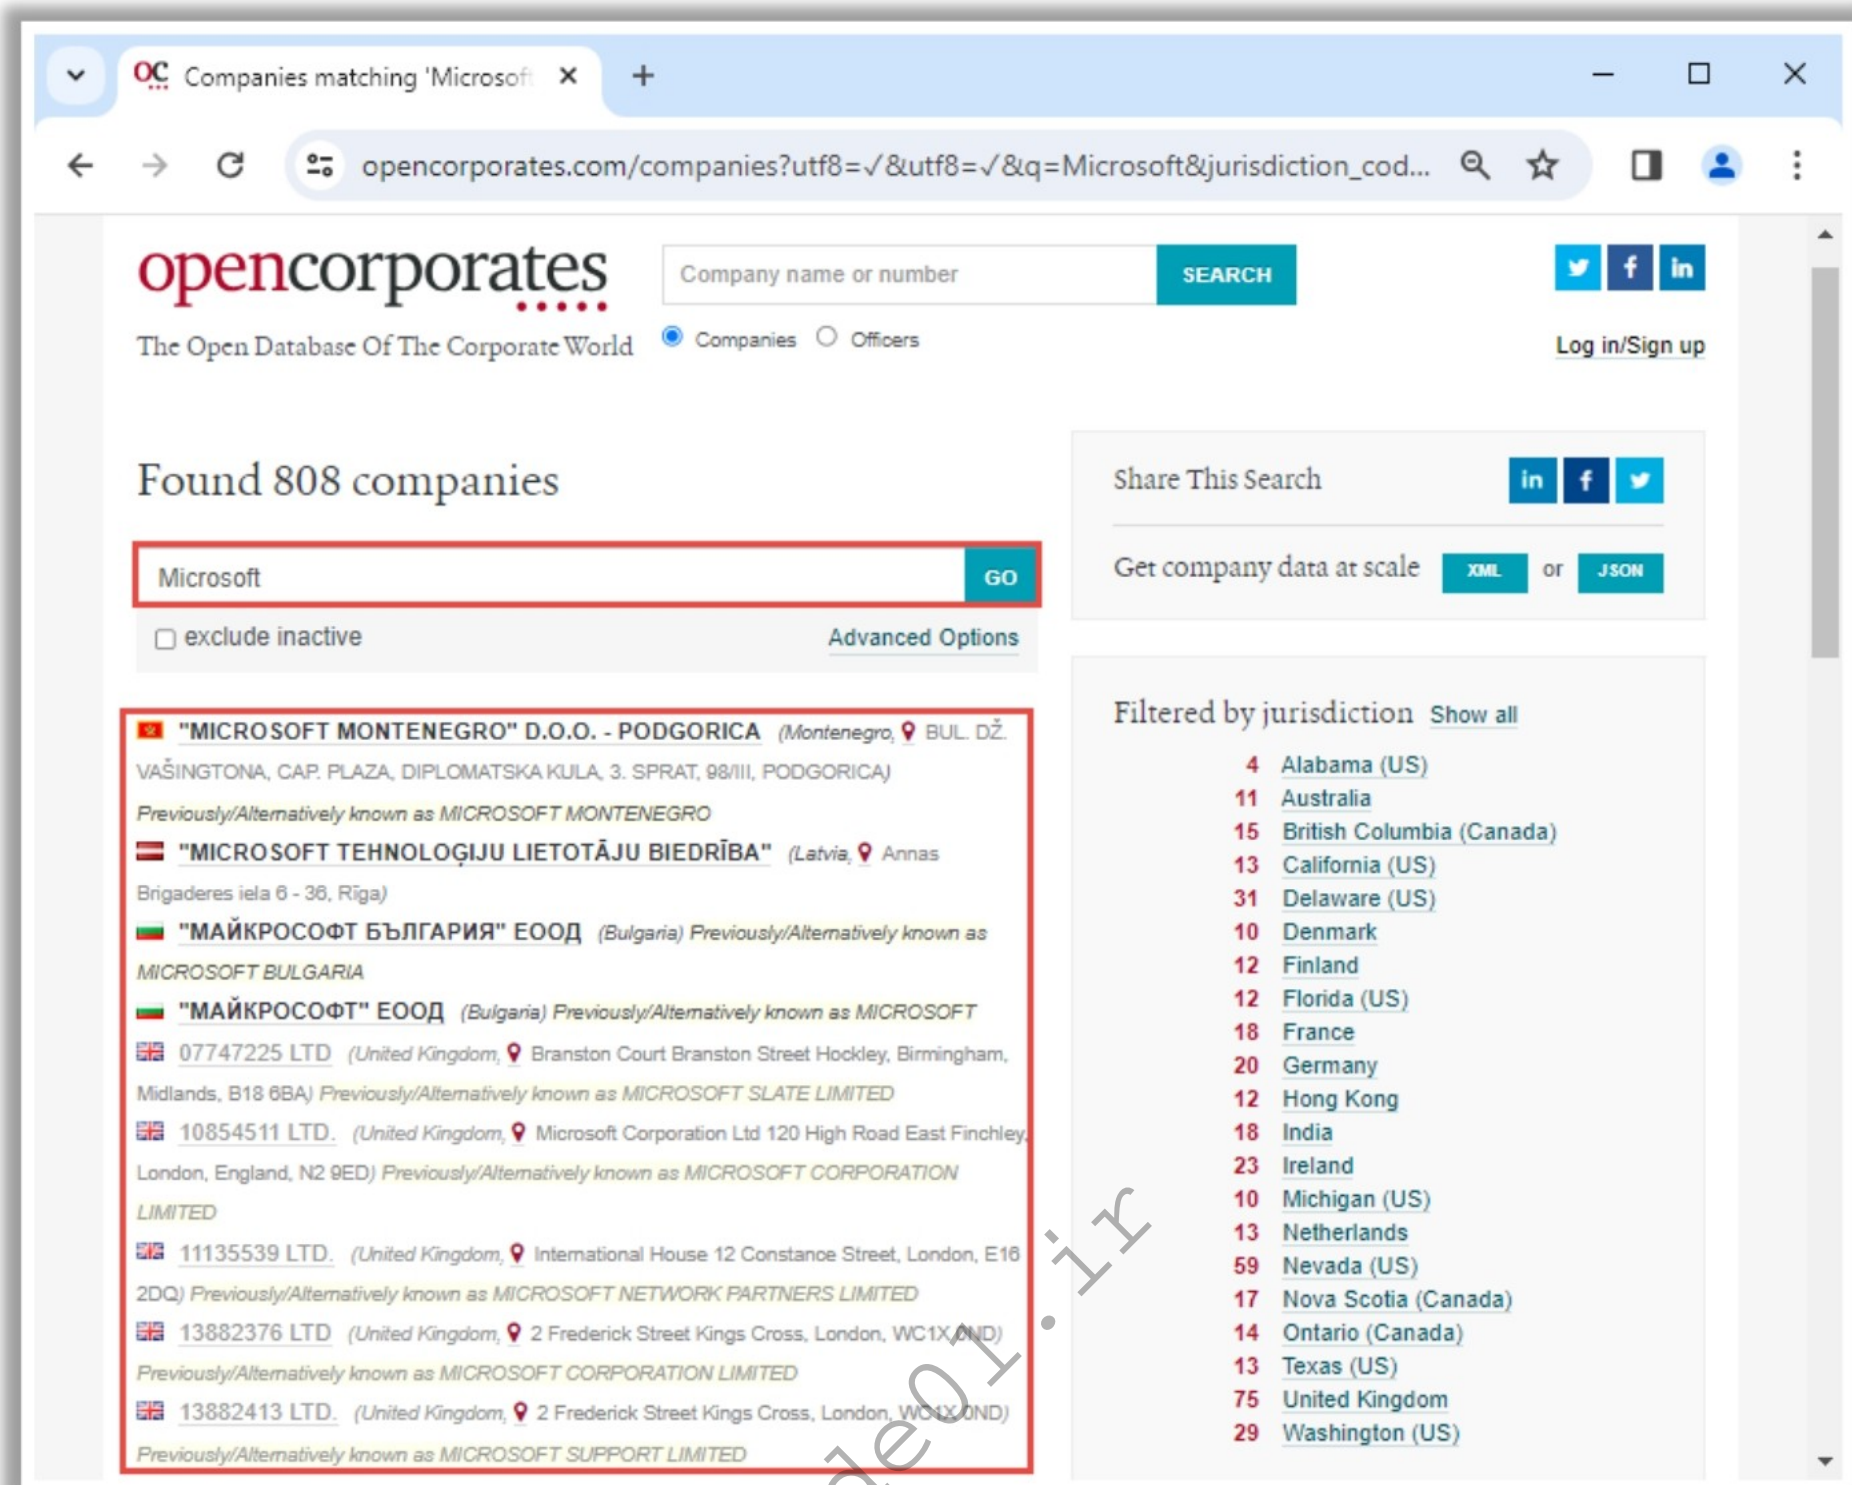 OC Companies matching 'Microsoft
opencorporates.com/companies?utf8=✓&utf8=✓&q=Microsoft&jurisdiction_cod...
opencorporates
Company name or number SEARCH
The Open Database Of The Corporate World
Companies Officers
Log in/Sign up
Found 808 companies
Microsoft GO
exclude inactive Advanced Options
"MICROSOFT MONTENEGRO" D.O.O. - PODGORICA (Montenegro, BUL. DŽ.
VAŠINGTONA, CAP. PLAZA, DIPLOMATSKA KULA, 3. SPRAT, 98/III, PODGORICA)
Previously/Alternatively known as MICROSOFT MONTENEGRO
"MICROSOFT TEHNOLOĢIJU LIETOTĀJU BIEDRĪBA" (Latvia, Annas
Brigaderes iela 6 - 36, Rīga)
"МАЙКРОСОФТ БЪЛГАРИЯ" ЕООД (Bulgaria) Previously/Alternatively known as
MICROSOFT BULGARIA
"МАЙКРОСОФТ" ЕООД (Bulgaria) Previously/Alternatively known as MICROSOFT
07747225 LTD (United Kingdom, Branston Court Branston Street Hockley, Birmingham,
Midlands, B18 6BA) Previously/Alternatively known as MICROSOFT SLATE LIMITED
10854511 LTD. (United Kingdom, Microsoft Corporation Ltd 120 High Road East Finchley,
London, England, N2 9ED) Previously/Alternatively known as MICROSOFT CORPORATION
LIMITED
11135539 LTD. (United Kingdom, International House 12 Constance Street, London, E16
2DQ) Previously/Alternatively known as MICROSOFT NETWORK PARTNERS LIMITED
13882376 LTD (United Kingdom, 2 Frederick Street Kings Cross, London, WC1X 0ND)
Previously/Alternatively known as MICROSOFT CORPORATION LIMITED
13882413 LTD. (United Kingdom, 2 Frederick Street Kings Cross, London, WC1X 0ND)
Previously/Alternatively known as MICROSOFT SUPPORT LIMITED
Share This Search
Get company data at scale XML or JSON
Filtered by jurisdiction Show all
4 Alabama (US)
11 Australia
15 British Columbia (Canada)
13 California (US)
31 Delaware (US)
10 Denmark
12 Finland
12 Florida (US)
18 France
20 Germany
12 Hong Kong
18 India
23 Ireland
10 Michigan (US)
13 Netherlands
59 Nevada (US)
17 Nova Scotia (Canada)
14 Ontario (Canada)
13 Texas (US)
75 United Kingdom
29 Washington (US)
de01.ir